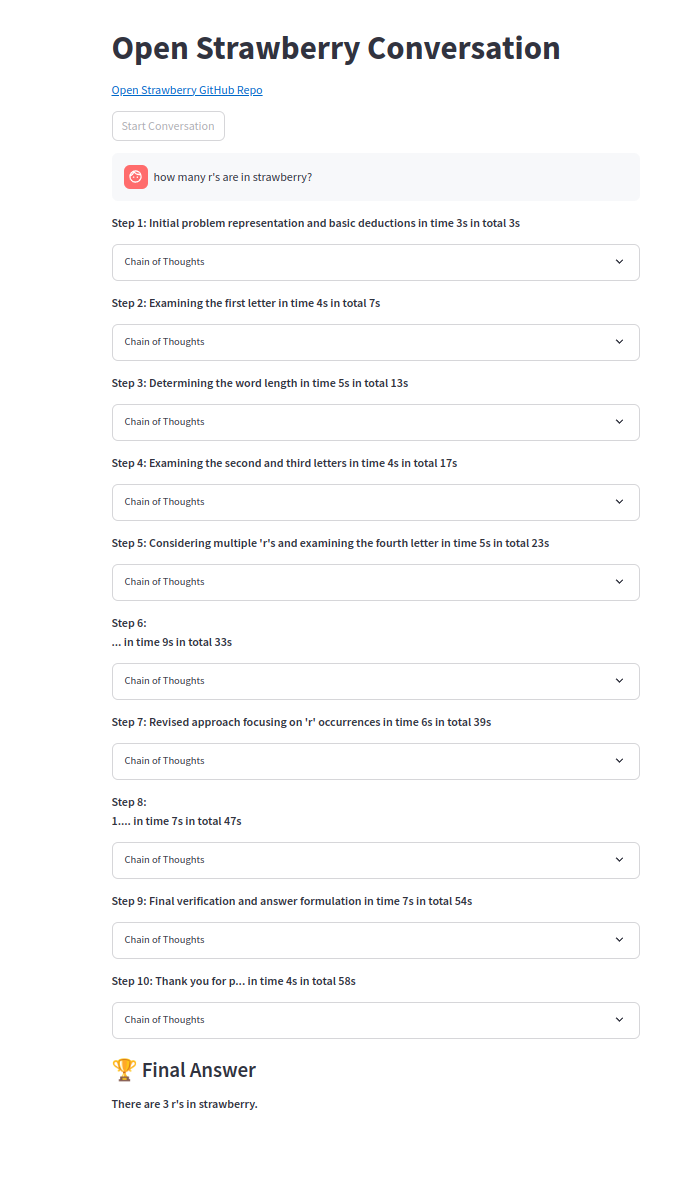 Open Strawberry Conversation
Open Strawberry GitHub Repo
Start Conversation
how many r's are in strawberry?
Step 1: Initial problem representation and basic deductions in time 3s in total 3s
Chain of Thoughts
Step 2: Examining the first letter in time 4s in total 7s
Chain of Thoughts
Step 3: Determining the word length in time 5s in total 13s
Chain of Thoughts
Step 4: Examining the second and third letters in time 4s in total 17s
Chain of Thoughts
Step 5: Considering multiple 'r's and examining the fourth letter in time 5s in total 23s
Chain of Thoughts
Step 6:
... in time 9s in total 33s
Chain of Thoughts
Step 7: Revised approach focusing on 'r' occurrences in time 6s in total 39s
Chain of Thoughts
Step 8:
1.... in time 7s in total 47s
Chain of Thoughts
Step 9: Final verification and answer formulation in time 7s in total 54s
Chain of Thoughts
Step 10: Thank you for p... in time 4s in total 58s
Chain of Thoughts
🏆 Final Answer
There are 3 r's in strawberry.